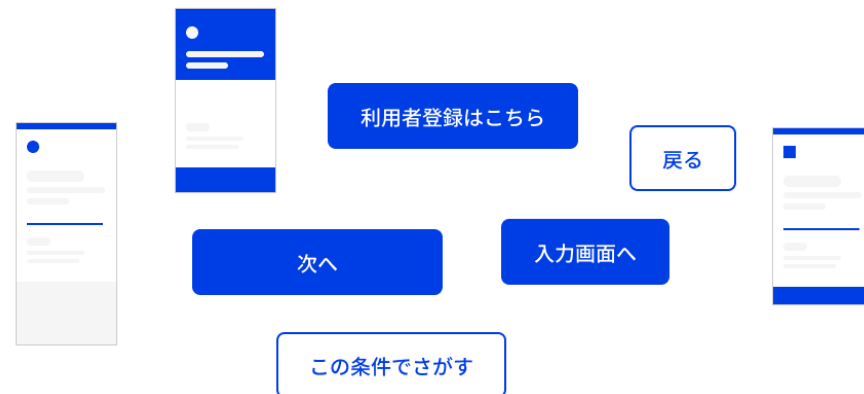 利用者登録はこちら
戻る
次へ
入力画面へ
この条件でさがす